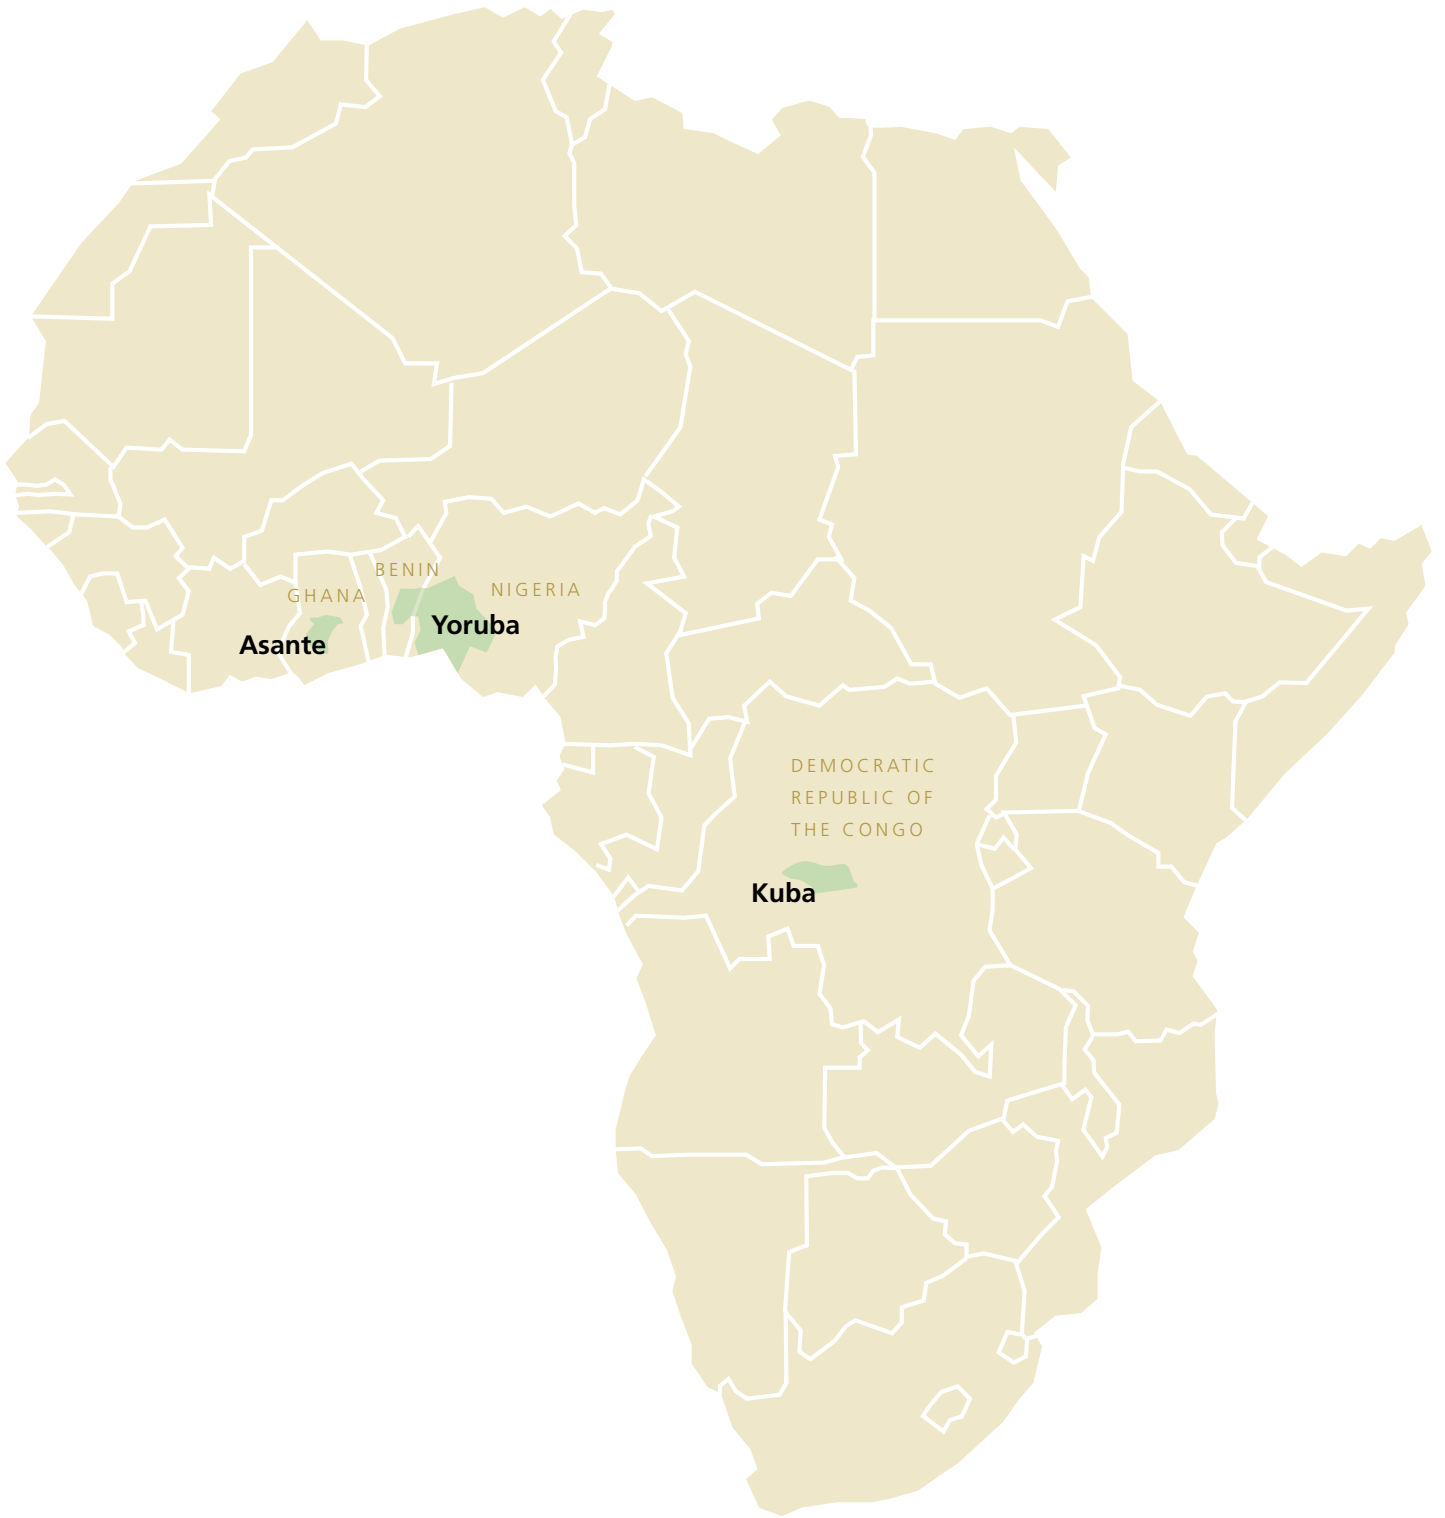 BENIN
NIGERIA
GHANA
Yoruba
Asante
DEMOCRATIC
REPUBLIC OF
THE CONGO
Kuba